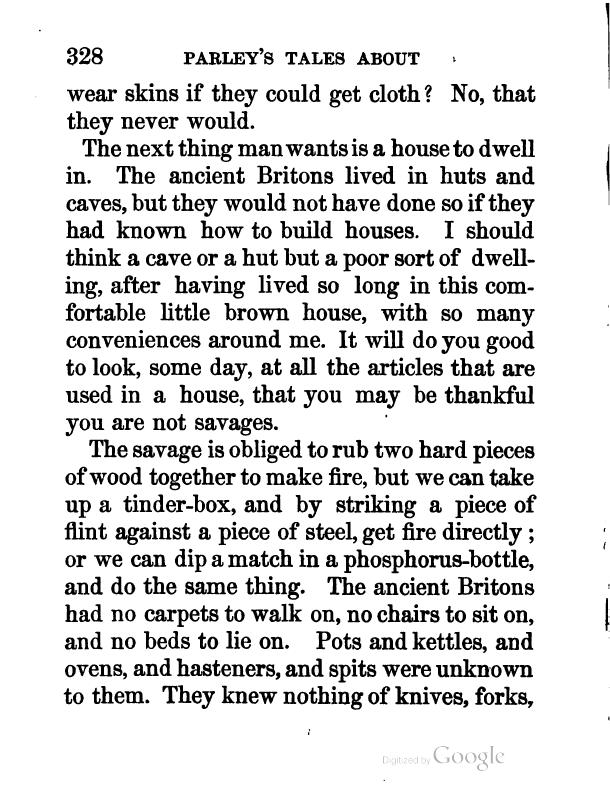 328 PARLEY'S TALES ABOUT
wear skins if they could get cloth? No, that
they never would.
The next thing man wants is a house to dwell
in. The ancient Britons lived in huts and
caves, but they would not have done so if they
had known how to build houses. I should
think a cave or a hut but a poor sort of dwell-
ing, after having lived so long in this com-
fortable little brown house, with so many
conveniences around me. It will do you good
to look, some day, at all the articles that are
used in a house, that you may be thankful
you are not savages.
The savage is obliged to rub two hard pieces
of wood together to make fire, but we can take
up a tinder-box, and by striking a piece of
flint against a piece of steel, get fire directly;
or we can dip a match in a phosphorus-bottle,
and do the same thing. The ancient Britons
had no carpets to walk on, no chairs to sit on,
and no beds to lie on. Pots and kettles, and
ovens, and hasteners, and spits were unknown
to them. They knew nothing of knives, forks,
Digitized by Google